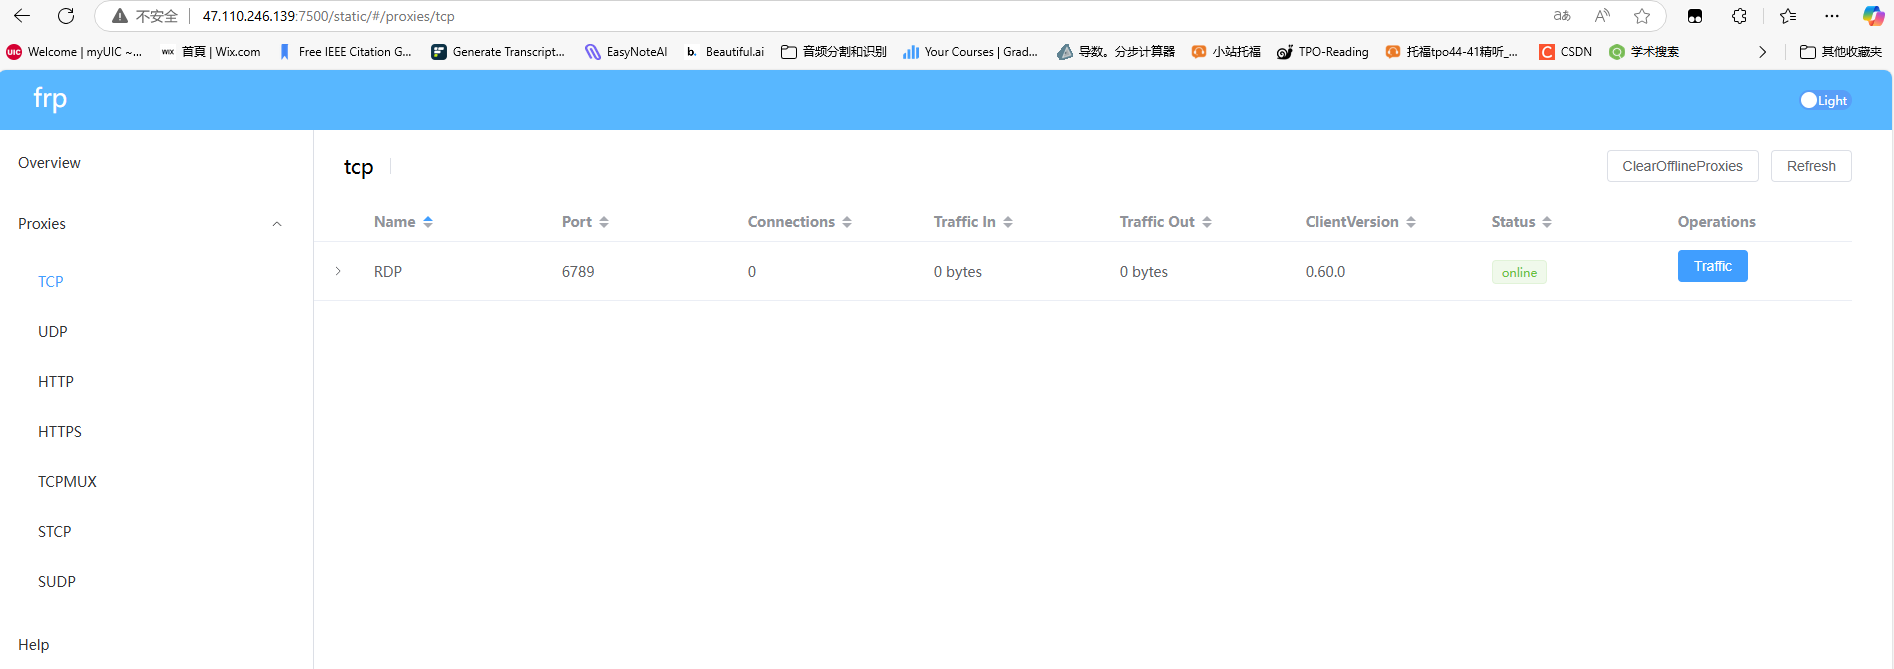 不安全 47.110.246.139:7500/static/#/proxies/tcp aあ A
UIC Welcome | myUIC ~... WIX 首頁 | Wix.com Free IEEE Citation G... Generate Transcript... EasyNoteAI b. Beautiful.ai 音频分割和识别 Your Courses | Grad... 导数。分步计算器 小站托福 TPO-Reading 托福tpo44-41精听_... C CSDN 学术搜索 其他收藏夹
frp Light
Overview
tcp ClearOfflineProxies Refresh
Proxies
Name Port Connections Traffic In Traffic Out ClientVersion Status Operations
RDP 6789 0 0 bytes 0 bytes 0.60.0 online Traffic
TCP
UDP
HTTP
HTTPS
TCPMUX
STCP
SUDP
Help